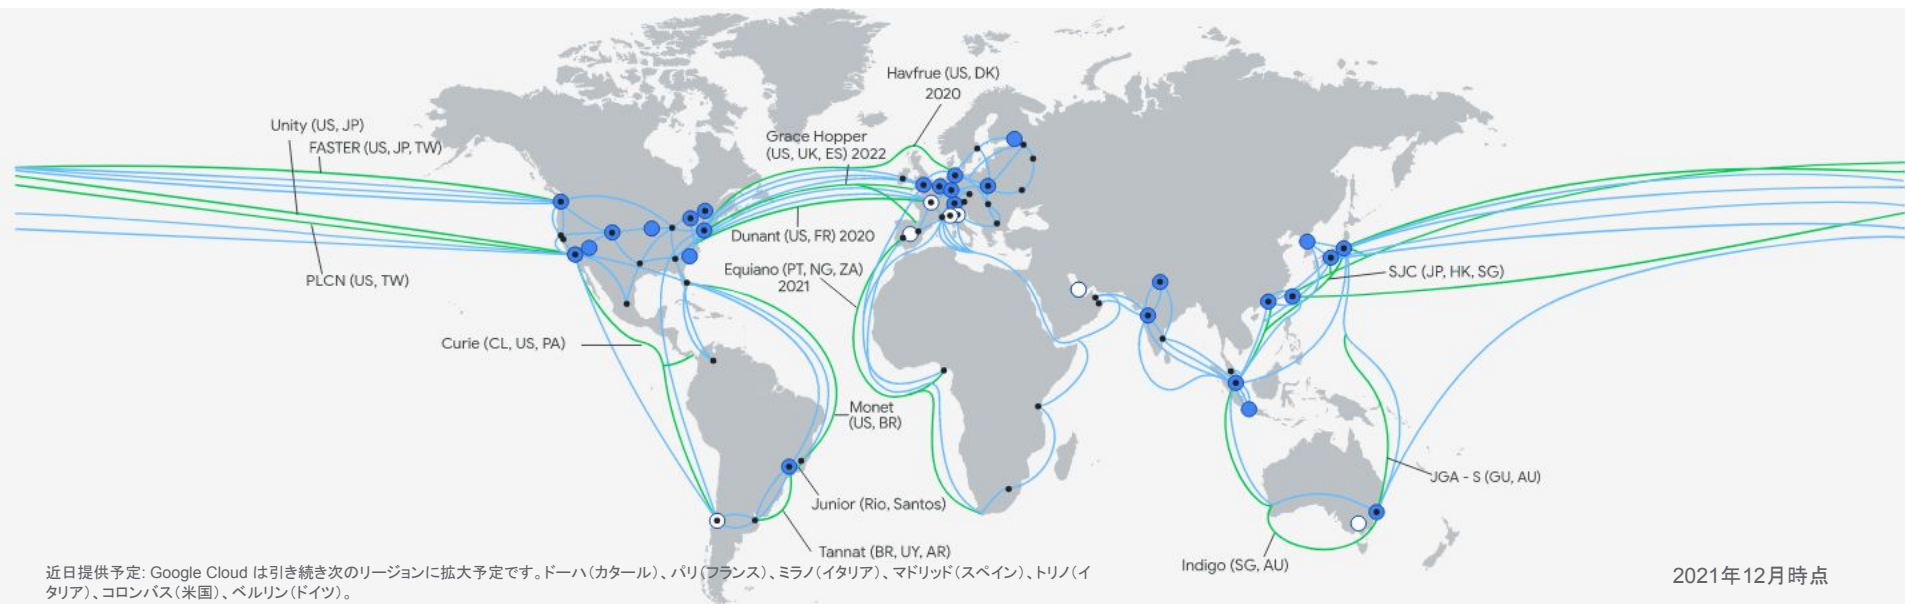 Havfrue (US, DK)
2020
Unity (US, JP)
FASTER (US, JP, TW)
Grace Hopper
(US, UK, ES) 2022
Dunant (US, FR) 2020
Equiano (PT, NG, ZA)
2021
PLCN (US, TW)
SJC (JP, HK, SG)
Curie (CL, US, PA)
Monet
(US, BR)
JGA - S (GU, AU)
Junior (Rio, Santos)
Tannat (BR, UY, AR)
Indigo (SG, AU)
近日提供予定: Google Cloud は引き続き次のリージョンに拡大予定です。ドーハ（カタール）、パリ（フランス）、ミラノ（イタリア）、マドリッド（スペイン）、トリノ（イ
タリア）、コロンバス（米国）、ベルリン（ドイツ）。
2021年12月時点